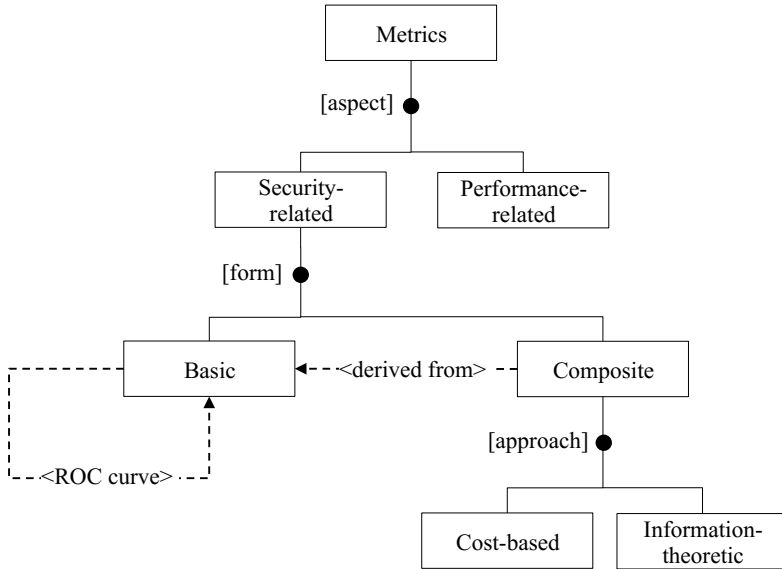 Metrics
[aspect]
Security-
related
Performance-
related
[form]
Basic
<derived from>
Composite
<ROC curve>
[approach]
Cost-based
Information-
theoretic